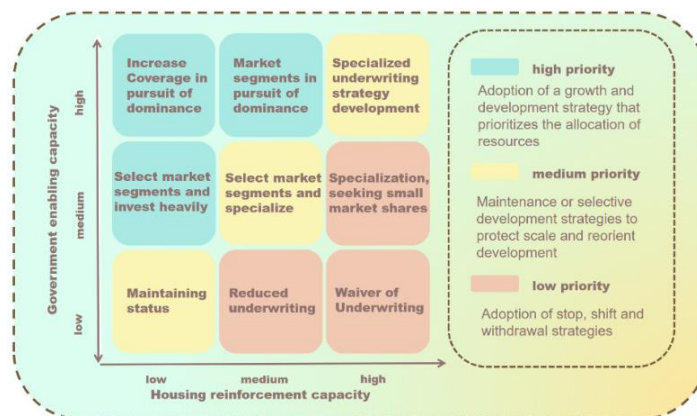 Government enabling capacity
high
medium
low
Increase
Coverage in
pursuit of
dominance
Market
segments in
pursuit of
dominance
Specialized
underwriting
strategy
development
Select market
segments and
invest heavily
Select market
segments and
specialize
Specialization,
seeking small
market shares
Maintaining
status
Reduced
underwriting
Waiver of
Underwriting
low
medium
high
Housing reinforcement capacity
high priority
Adoption of a growth and
development strategy that
prioritizes the allocation of
resources
medium priority
Maintenance or selective
development strategies to
protect scale and reorient
development
low priority
Adoption of stop, shift and
withdrawal strategies